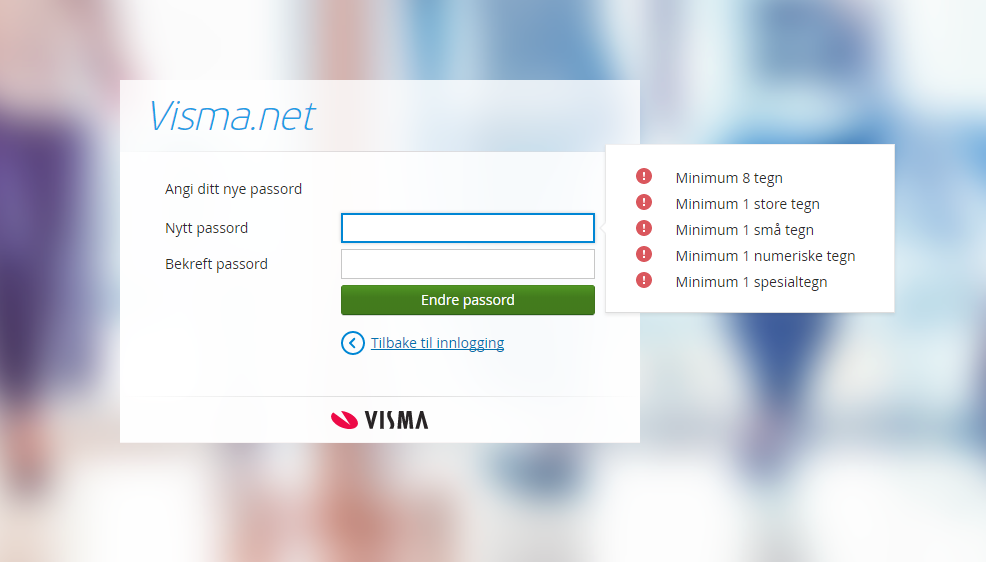 Visma.net
Angi ditt nye passord
Nytt passord
Bekreft passord
Endre passord
Tilbake til innlogging
VISMA
Minimum 8 tegn
Minimum 1 store tegn
Minimum 1 små tegn
Minimum 1 numeriske tegn
Minimum 1 spesialtegn